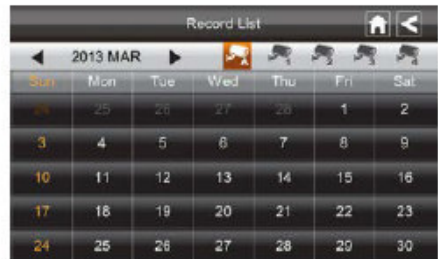 Record List
2013 MAR
Sun Mon Tue Wed Thu Fri Sat
24 25 26 27 28 1 2
3 4 5 6 7 8 9
10 11 12 13 14 15 16
17 18 19 20 21 22 23
24 25 26 27 28 29 30